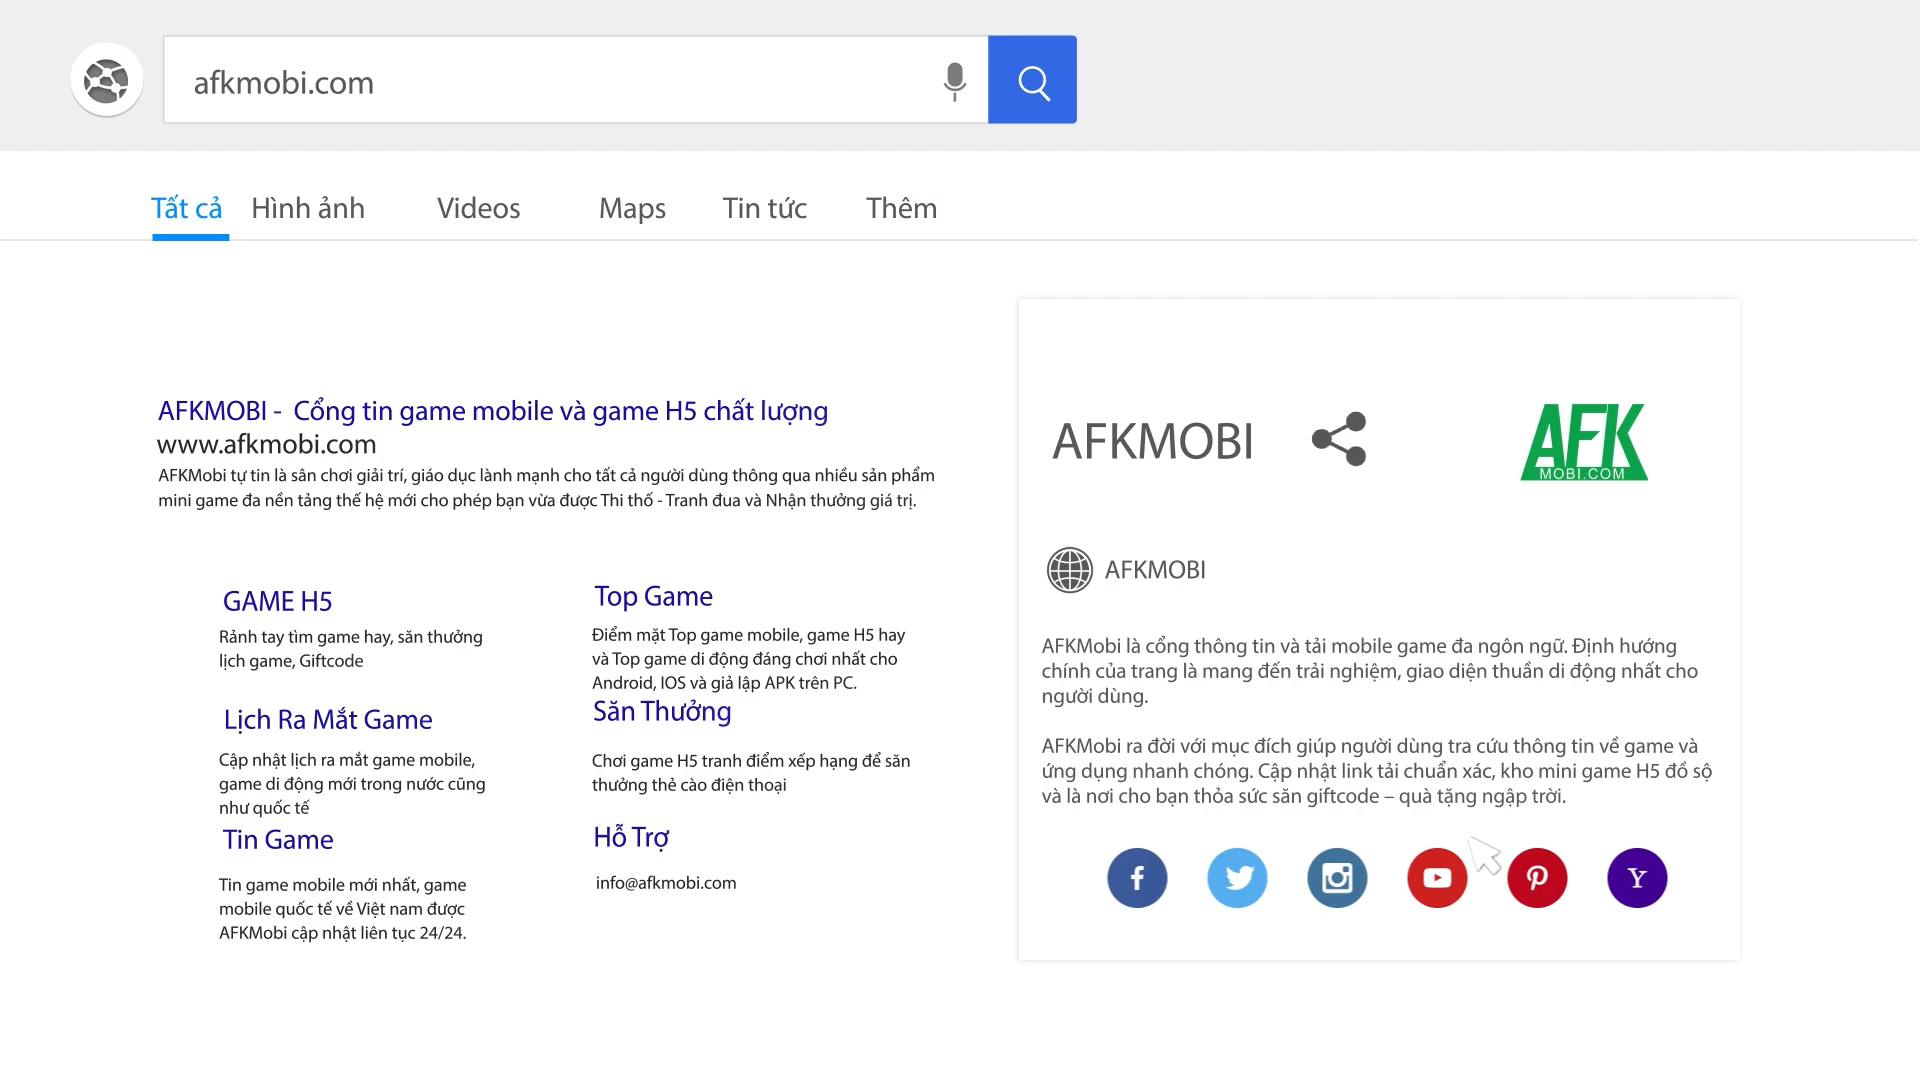 afkmobi.com
Tất cả Hình ảnh Videos Maps Tin tức Thêm
AFKMOBI - Cổng tin game mobile và game H5 chất lượng
www.afkmobi.com
AFKMobi tự tin là sân chơi giải trí, giáo dục lành mạnh cho tất cả người dùng thông qua nhiều sản phẩm
mini game đa nền tảng thế hệ mới cho phép bạn vừa được Thi thố - Tranh đua và Nhận thưởng giá trị.
GAME H5
Rảnh tay tìm game hay, săn thưởng
lịch game, Giftcode
Lịch Ra Mắt Game
Cập nhật lịch ra mắt game mobile,
game di động mới trong nước cũng
như quốc tế
Tin Game
Tin game mobile mới nhất, game
mobile quốc tế về Việt nam được
AFKMobi cập nhật liên tục 24/24.
Top Game
Điểm mặt Top game mobile, game H5 hay
và Top game di động đáng chơi nhất cho
Android, IOS và giả lập APK trên PC.
Săn Thưởng
Chơi game H5 tranh điểm xếp hạng để săn
thưởng thẻ cào điện thoại
Hỗ Trợ
info@afkmobi.com
AFKMOBI
AFK
MOBI.COM
AFKMOBI
AFKMobi là cổng thông tin và tải mobile game đa ngôn ngữ. Định hướng
chính của trang là mang đến trải nghiệm, giao diện thuần di động nhất cho
người dùng.
AFKMobi ra đời với mục đích giúp người dùng tra cứu thông tin về game và
ứng dụng nhanh chóng. Cập nhật link tải chuẩn xác, kho mini game H5 đồ sộ
và là nơi cho bạn thỏa sức săn giftcode – quà tặng ngập trời.